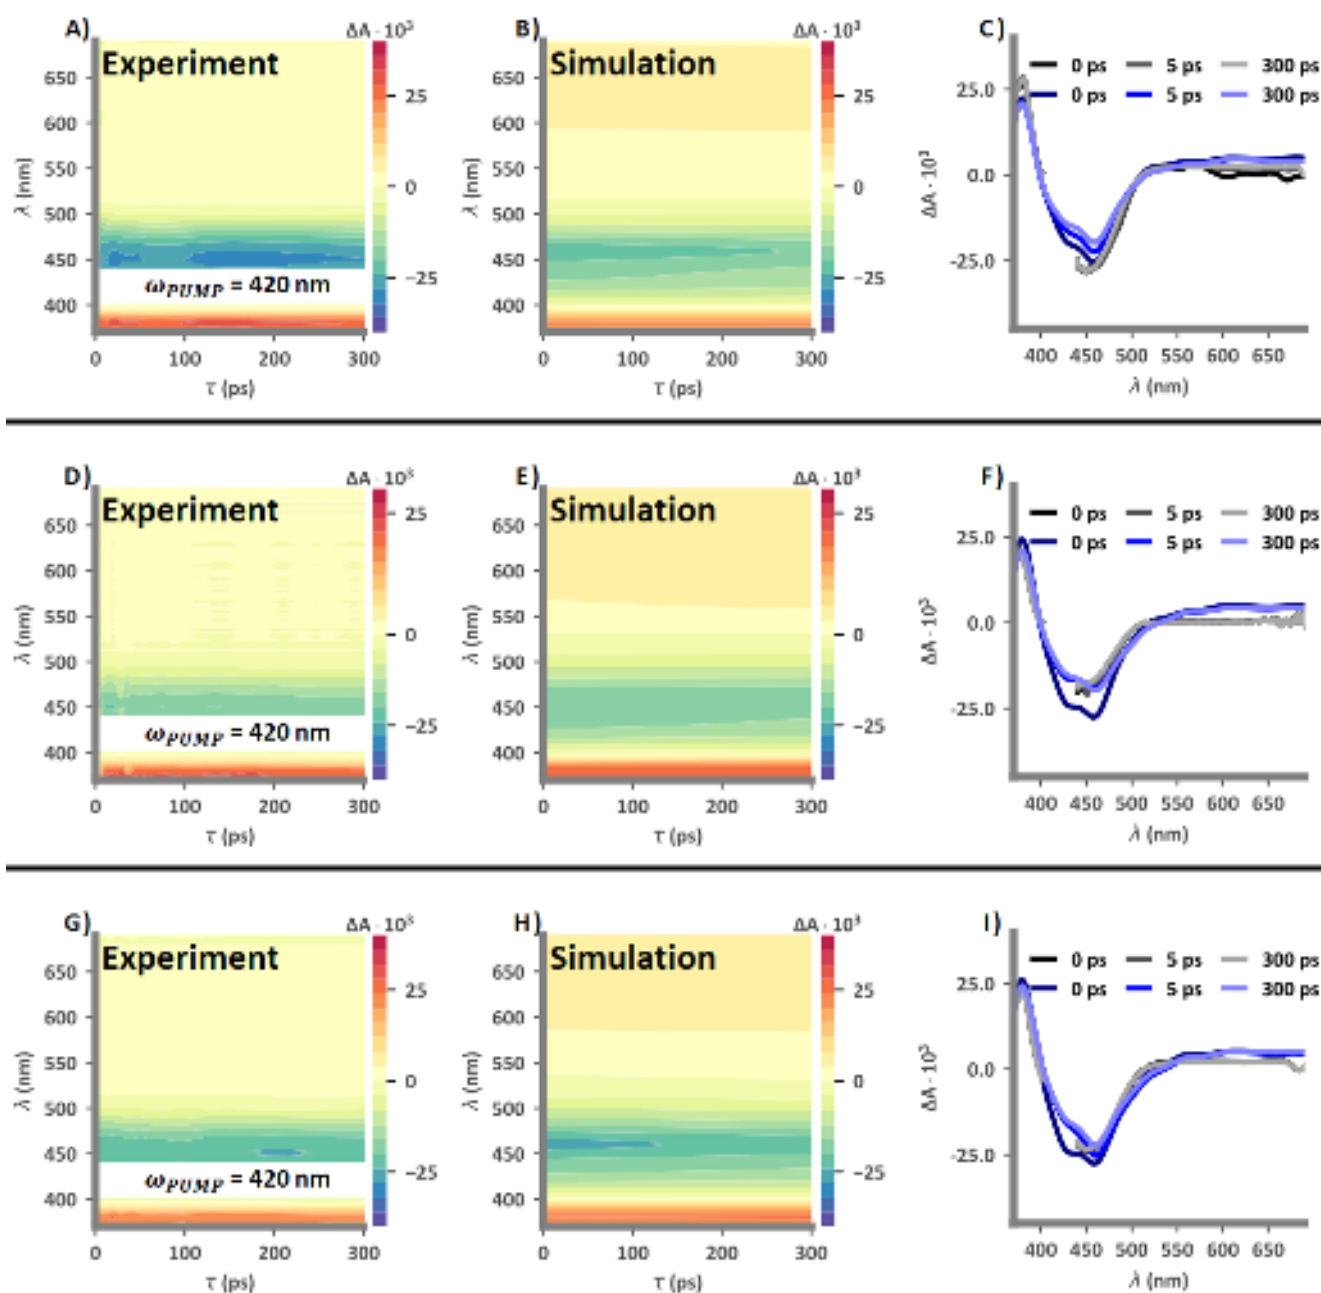 A) ΔA · 10³ B) ΔA · 10³ C)
Experiment Simulation
0 ps 5 ps 300 ps
0 ps 5 ps 300 ps
650 600 550 500 450 400
λ (nm)
ω_PUMP = 420 nm
0 100 200 300
τ (ps)
25 0 −25
650 600 550 500 450 400
λ (nm)
0 100 200 300
τ (ps)
25 0 −25
25.0 0.0 -25.0
ΔA · 10³
400 450 500 550 600 650
λ (nm)
D) ΔA · 10³ E) ΔA · 10³ F)
Experiment Simulation
0 ps 5 ps 300 ps
0 ps 5 ps 300 ps
650 600 550 500 450 400
λ (nm)
ω_PUMP = 420 nm
0 100 200 300
τ (ps)
25 0 −25
650 600 550 500 450 400
λ (nm)
0 100 200 300
τ (ps)
25 0 −25
25.0 0.0 -25.0
ΔA · 10³
400 450 500 550 600 650
λ (nm)
G) ΔA · 10³ H) ΔA · 10³ I)
Experiment Simulation
0 ps 5 ps 300 ps
0 ps 5 ps 300 ps
650 600 550 500 450 400
λ (nm)
ω_PUMP = 420 nm
0 100 200 300
τ (ps)
25 0 −25
650 600 550 500 450 400
λ (nm)
0 100 200 300
τ (ps)
25 0 −25
25.0 0.0 -25.0
ΔA · 10³
400 450 500 550 600 650
λ (nm)